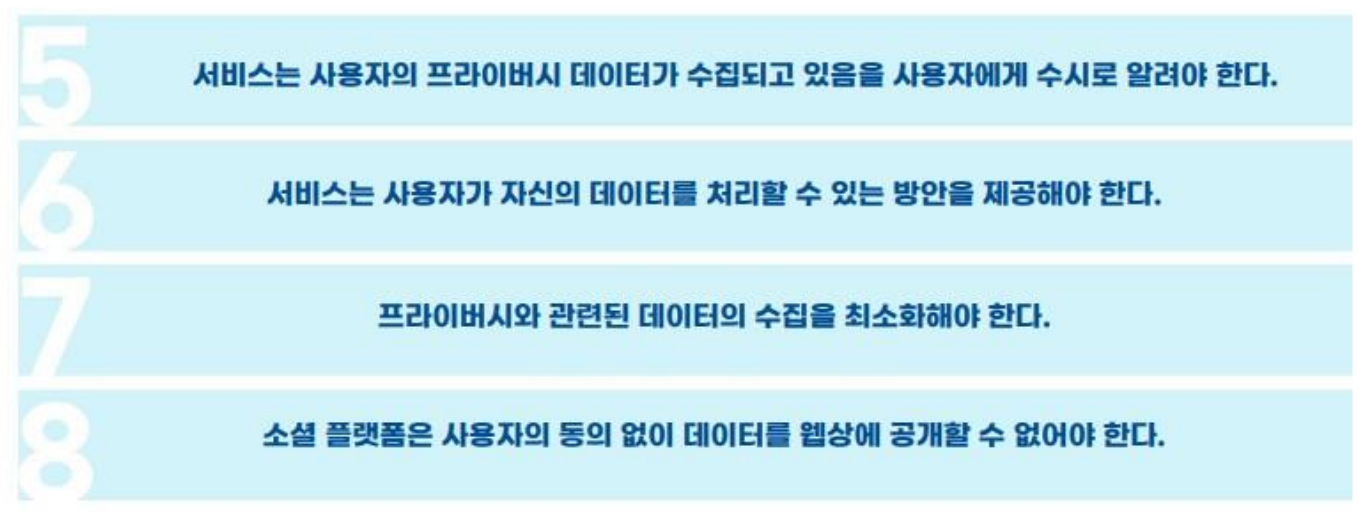 5
서비스는 사용자의 프라이버시 데이터가 수집되고 있음을 사용자에게 수시로 알려야 한다.
6
서비스는 사용자가 자신의 데이터를 처리할 수 있는 방안을 제공해야 한다.
7
프라이버시와 관련된 데이터의 수집을 최소화해야 한다.
8
소셜 플랫폼은 사용자의 동의 없이 데이터를 웹상에 공개할 수 없어야 한다.